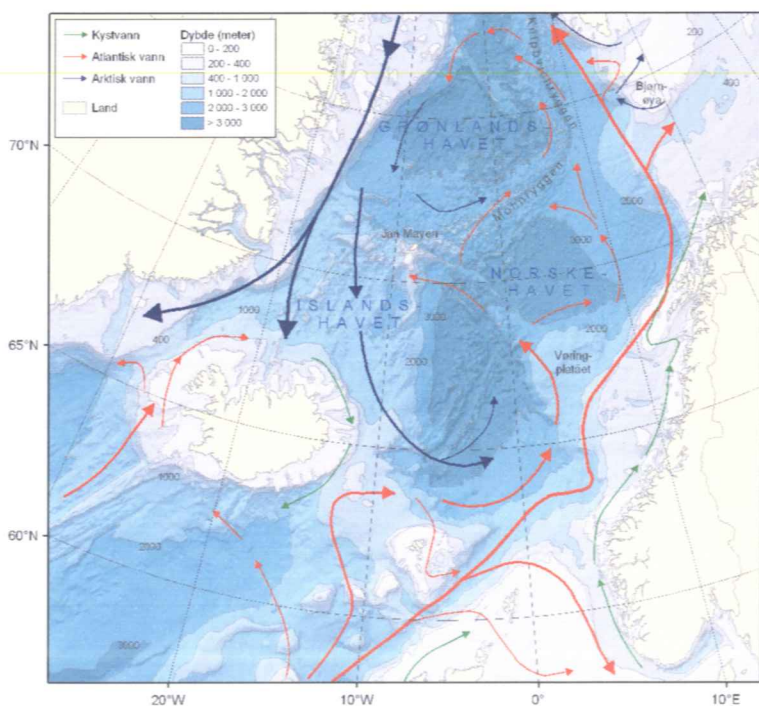 Kystvann
Atlantisk vann
Arktisk vann
Land
Dybde (meter)
0 - 200
200 - 400
400 - 1 000
1 000 - 2 000
2 000 - 3 000
> 3 000
200
400
Bjørn-
øya
Knipovichryggen
GRØNLANDS-
HAVET
70°N
Mohnryggen
2000
3000
Jan Mayen
NORSKE-
HAVET
ISLANDS-
HAVET
1000
3000
400
2000
2000
65°N
Vøring-
platået
1000
60°N
2000
3000
20°W
10°W
0°
10°E